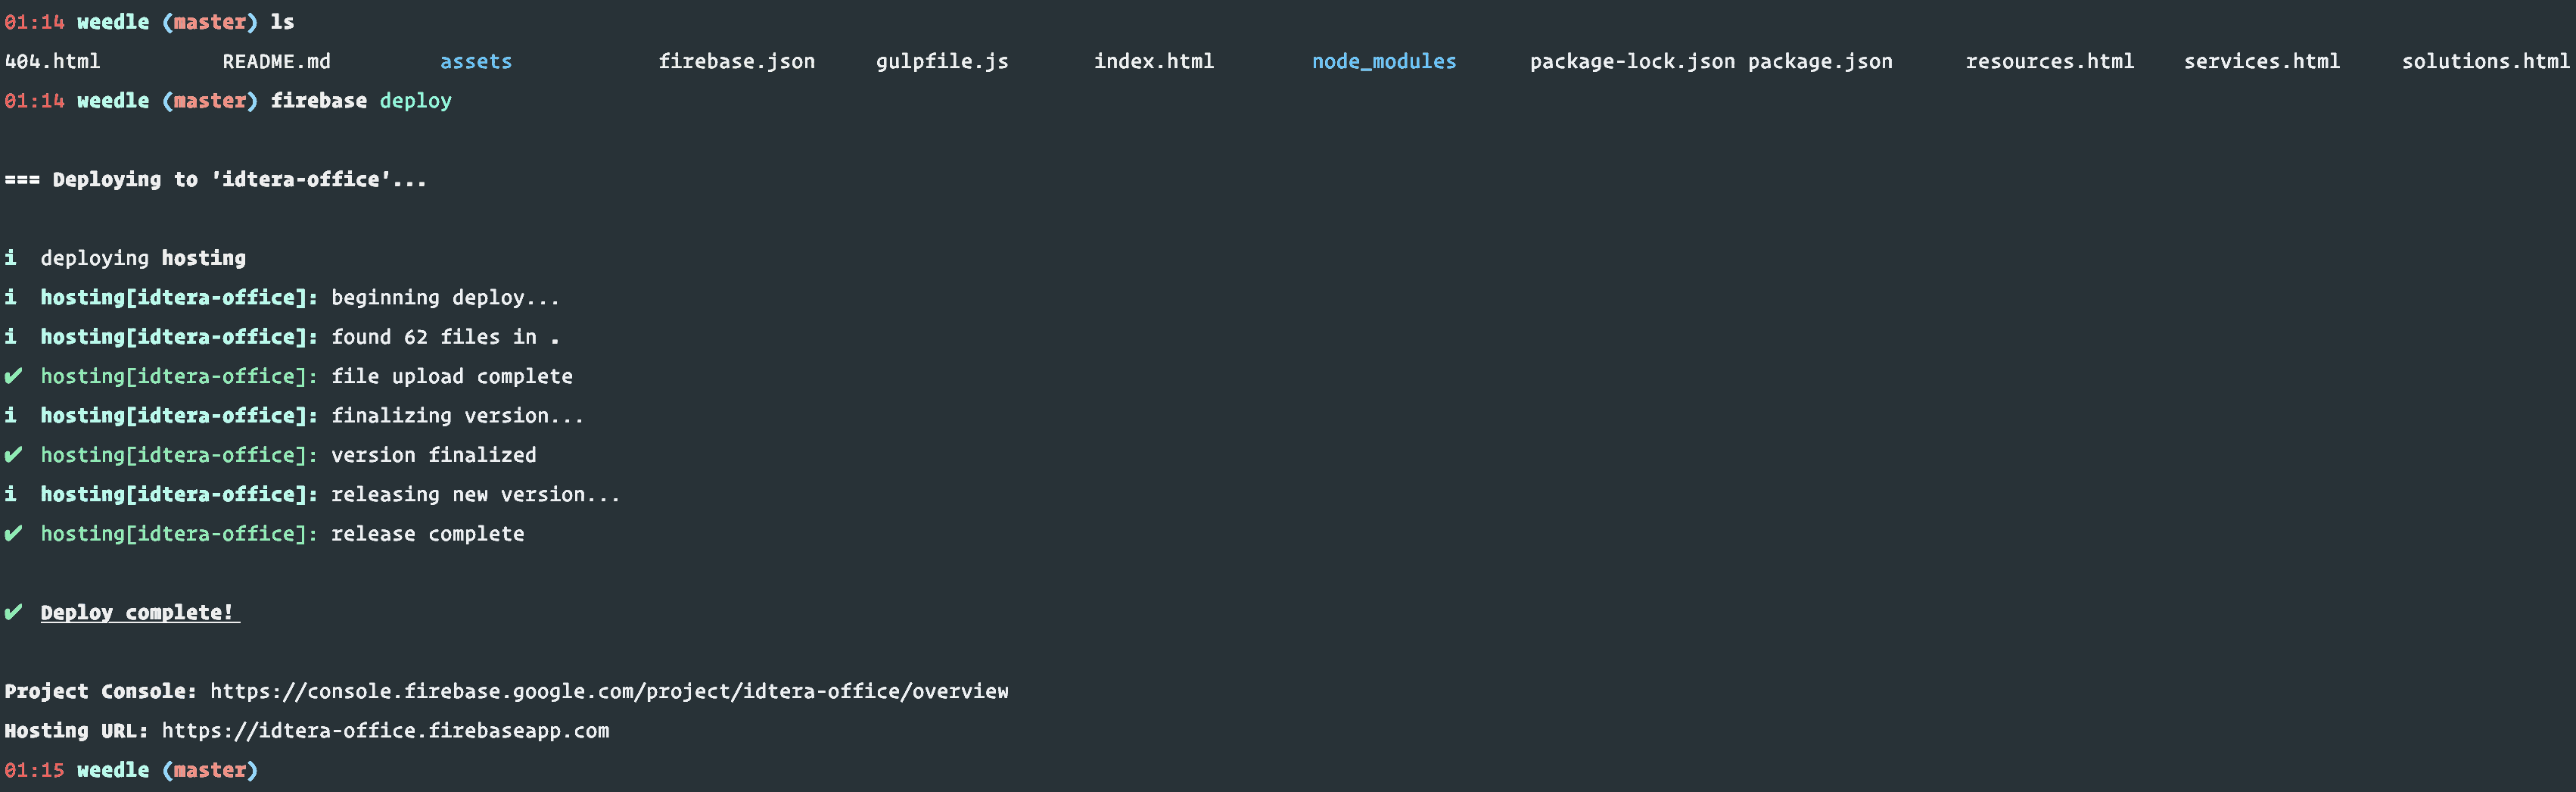 01:14 weedle (master) ls
404.html README.md assets firebase.json gulpfile.js index.html node_modules package-lock.json package.json resources.html services.html solutions.html
01:14 weedle (master) firebase deploy
=== Deploying to 'idtera-office'...
i deploying hosting
i hosting[idtera-office]: beginning deploy...
i hosting[idtera-office]: found 62 files in .
✔ hosting[idtera-office]: file upload complete
i hosting[idtera-office]: finalizing version...
✔ hosting[idtera-office]: version finalized
i hosting[idtera-office]: releasing new version...
✔ hosting[idtera-office]: release complete
✔ Deploy complete!
Project Console: https://console.firebase.google.com/project/idtera-office/overview
Hosting URL: https://idtera-office.firebaseapp.com
01:15 weedle (master)